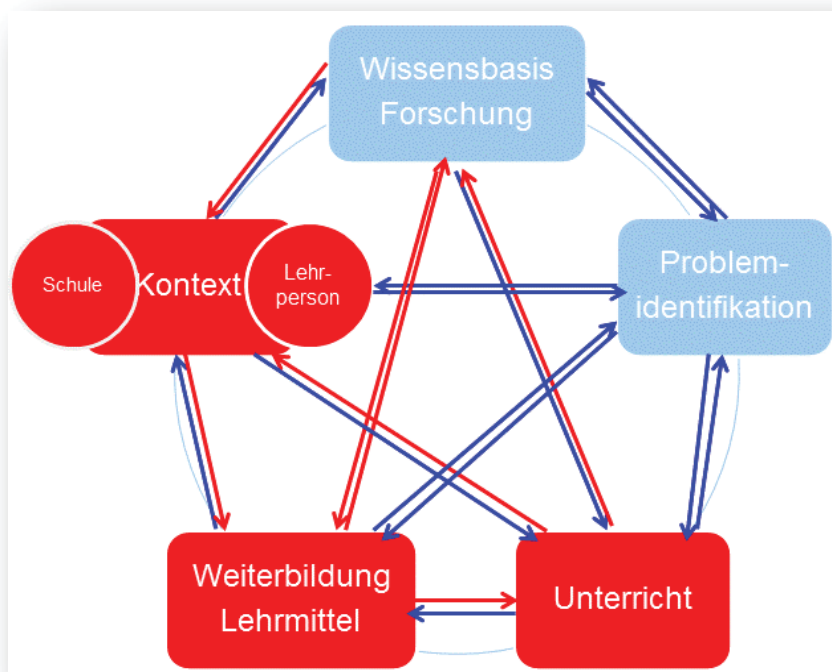 Wissensbasis
Forschung
Schule
Kontext
Lehr-
person
Problem-
identifikation
Weiterbildung
Lehrmittel
Unterricht